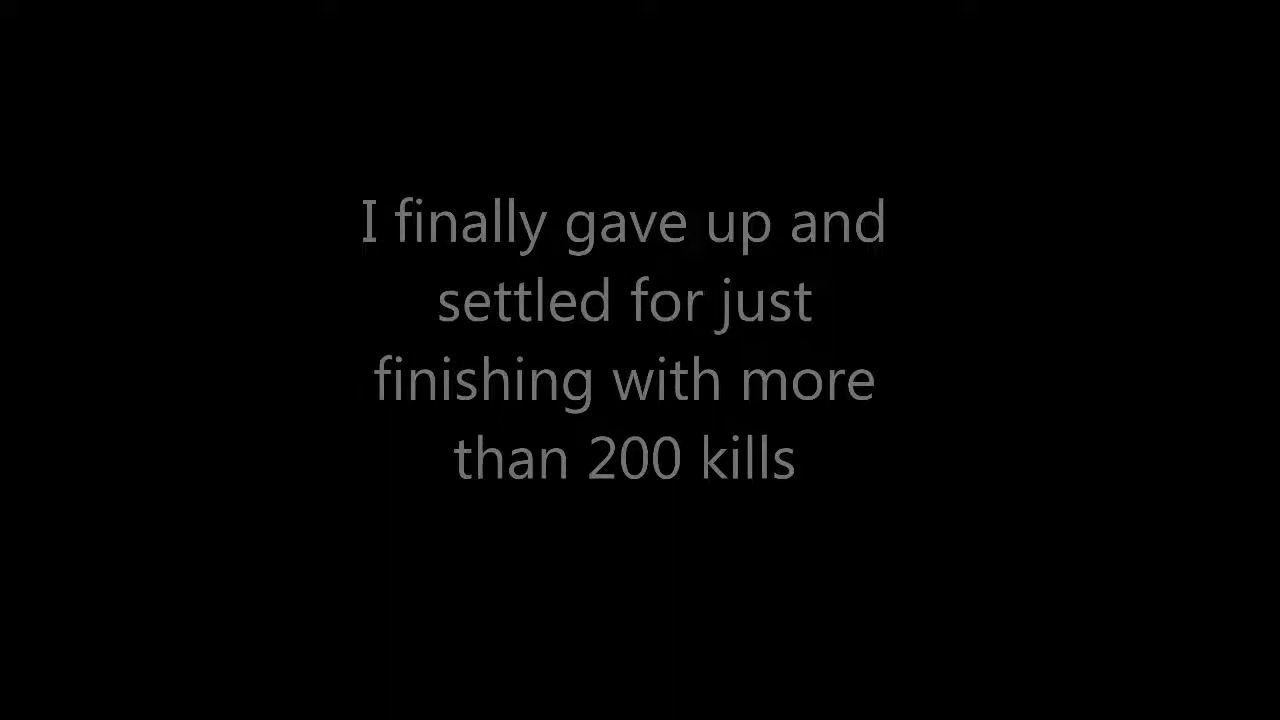 I finally gave up and
settled for just
finishing with more
than 200 kills